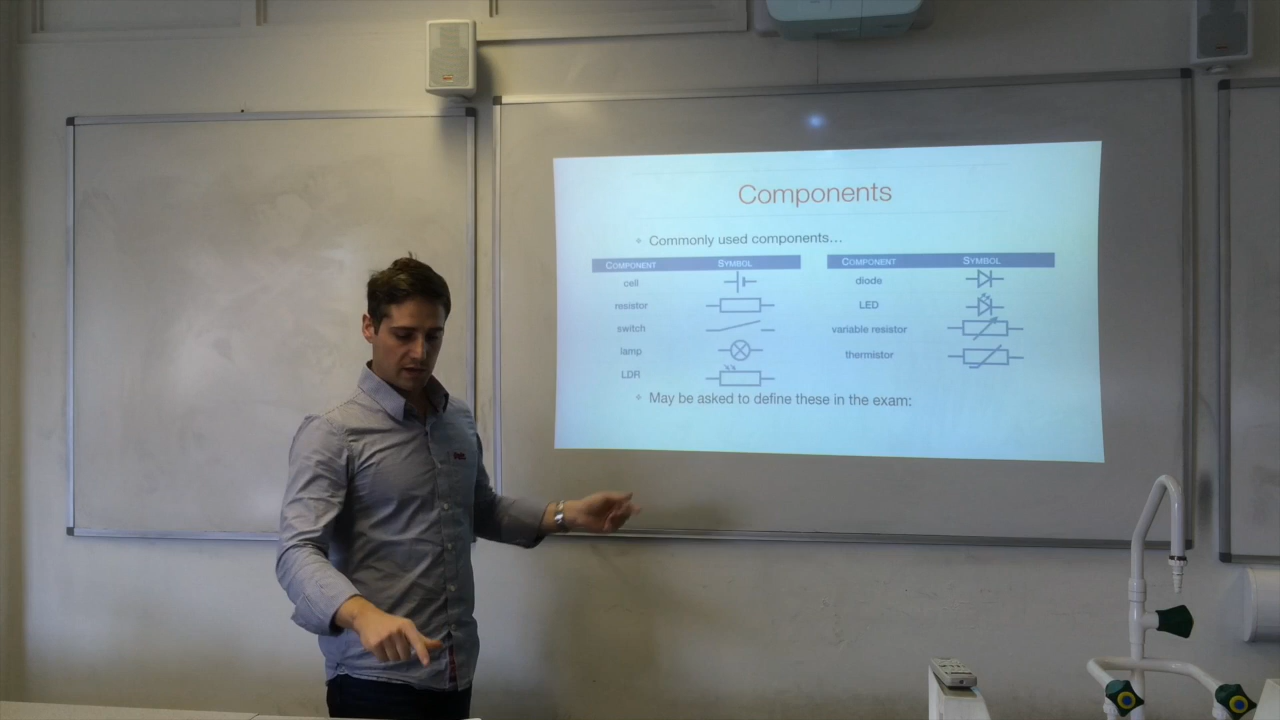 Components
Commonly used components...
COMPONENT SYMBOL
cell
resistor
switch
lamp
LDR
COMPONENT SYMBOL
diode
LED
variable resistor
thermistor
May be asked to define these in the exam: